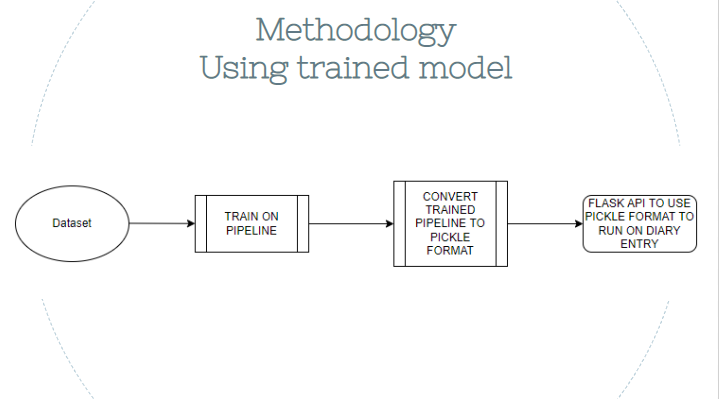 Methodology
Using trained model
Dataset
TRAIN ON
PIPELINE
CONVERT
TRAINED
PIPELINE TO
PICKLE
FORMAT
FLASK API TO USE
PICKLE FORMAT TO
RUN ON DIARY
ENTRY